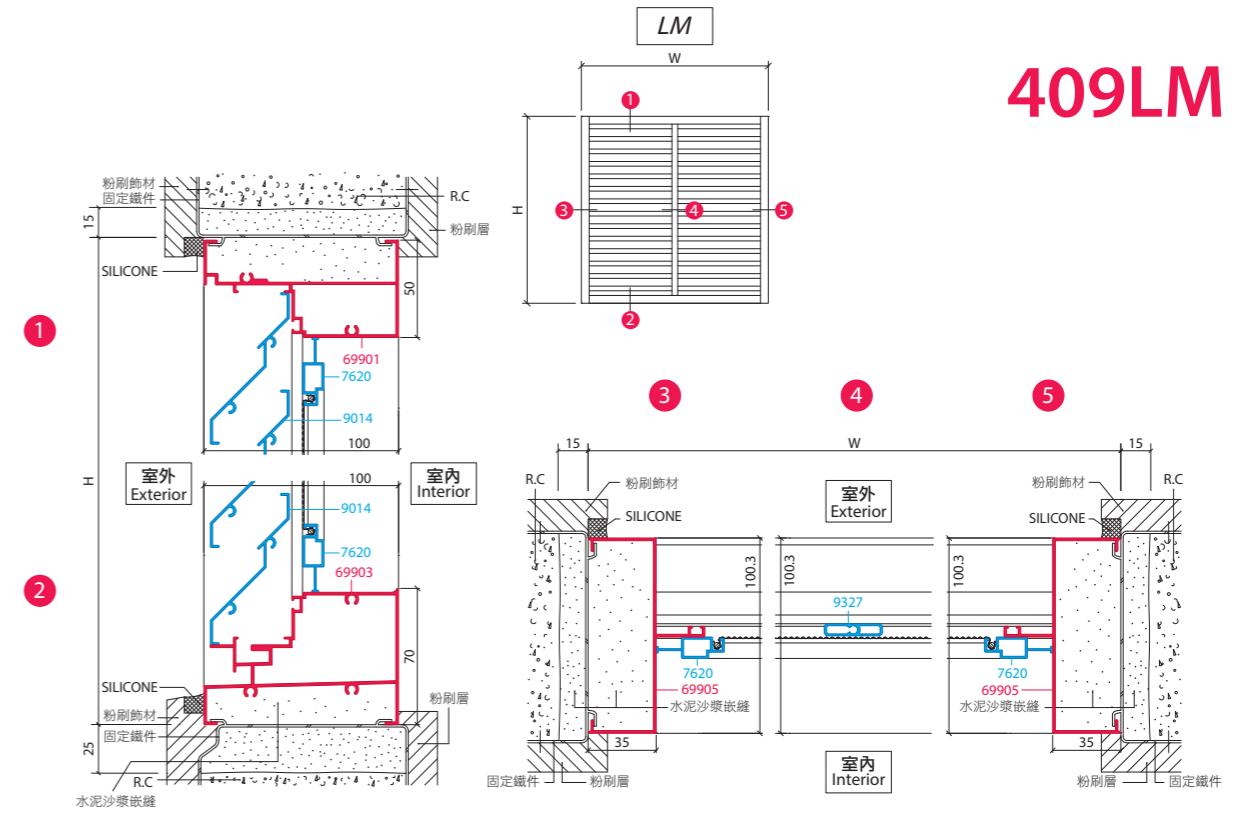 LM
409LM
W
H
1
2
3
4
5
粉刷飾材
固定鐵件
15
SILICONE
R.C
粉刷層
50
69901
7620
9014
100
1
H
室外
Exterior
室內
Interior
100
9014
7620
69903
2
70
SILICONE
粉刷飾材
固定鐵件
25
R.C
水泥沙漿嵌縫
粉刷層
3
4
5
15
W
15
R.C
粉刷飾材
SILICONE
室外
Exterior
粉刷飾材
R.C
SILICONE
100.3
100.3
100.3
9327
7620
69905
水泥沙漿嵌縫
7620
69905
水泥沙漿嵌縫
35
35
室內
Interior
固定鐵件
粉刷層
粉刷層
固定鐵件